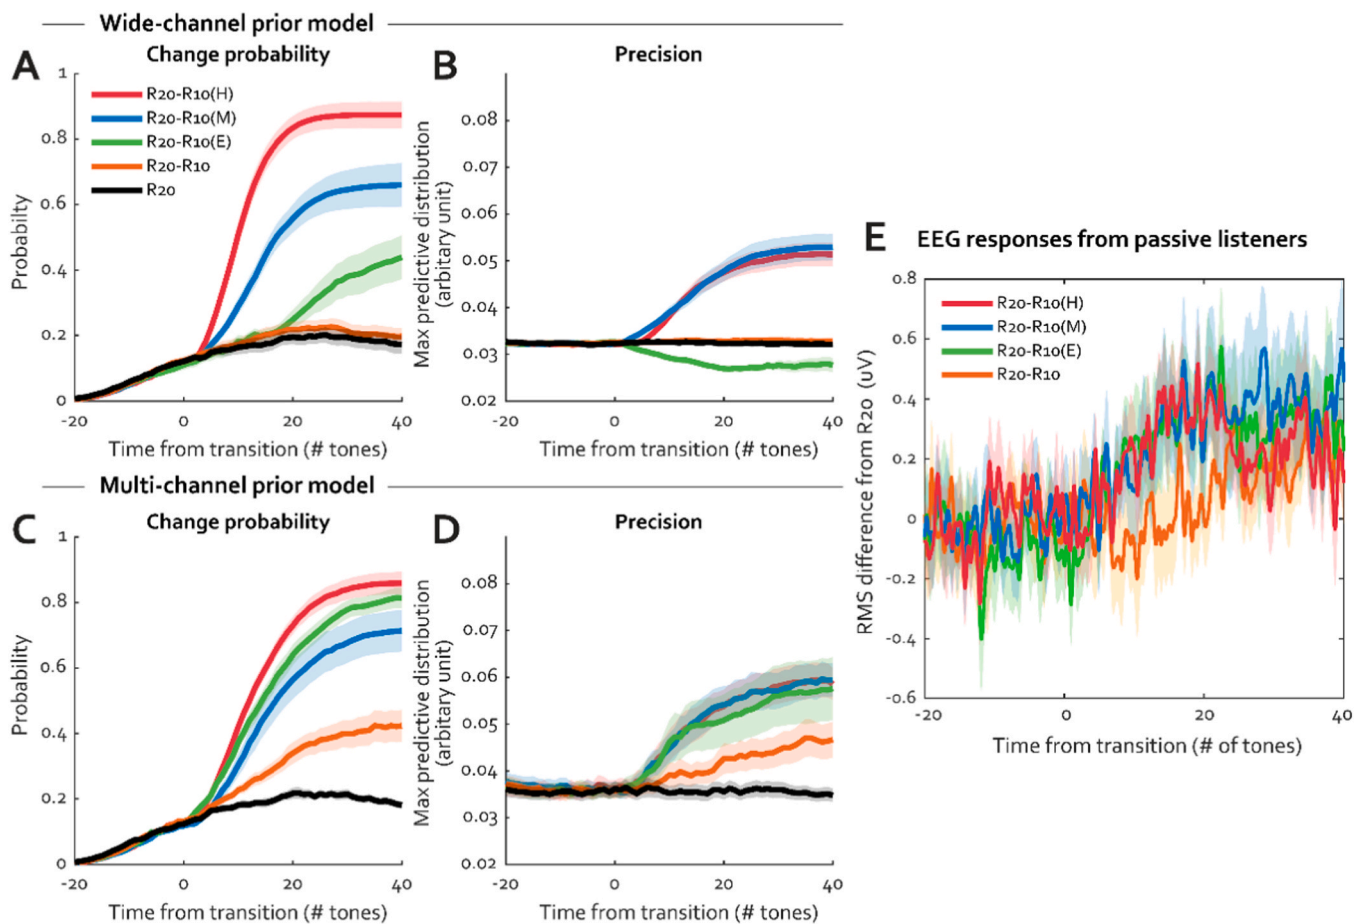 Wide-channel prior model
A
Change probability
1
0.8
0.6
0.4
0.2
0
Probabilty
R20-R10(H)
R20-R10(M)
R20-R10(E)
R20-R10
R20
-20
0
20
40
Time from transition (# tones)
B
Precision
0.08
0.07
0.06
0.05
0.04
0.03
0.02
Max predictive distribution
(arbitary unit)
-20
0
20
40
Time from transition (# tones)
Multi-channel prior model
C
Change probability
1
0.8
0.6
0.4
0.2
0
Probability
-20
0
20
40
Time from transition (# tones)
D
Precision
0.08
0.07
0.06
0.05
0.04
0.03
0.02
Max predictive distribution
(arbitary unit)
-20
0
20
40
Time from transition (# tones)
E
EEG responses from passive listeners
0.8
0.6
0.4
0.2
0
-0.2
-0.4
-0.6
RMS difference from R20 (uV)
R20-R10(H)
R20-R10(M)
R20-R10(E)
R20-R10
-20
0
20
40
Time from transition (# of tones)